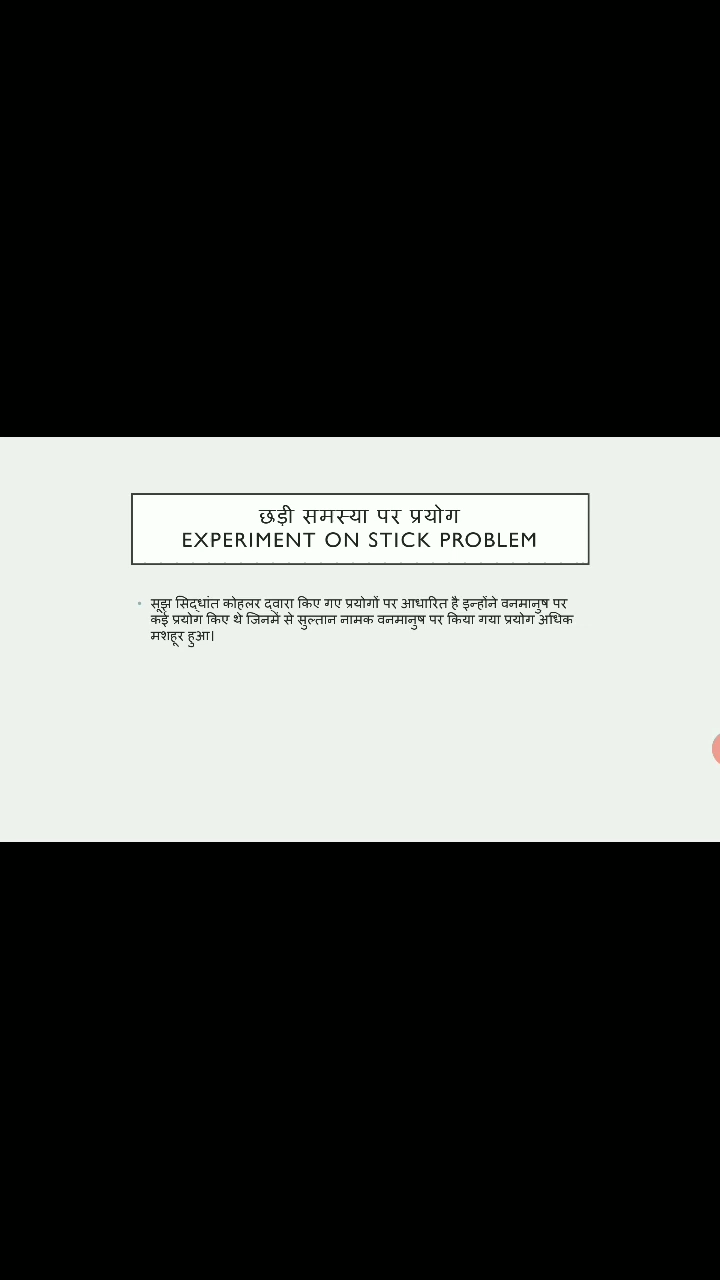 छड़ी समस्या पर प्रयोग
EXPERIMENT ON STICK PROBLEM
• सूझ सिद्धांत कोहलर द्वारा किए गए प्रयोगों पर आधारित है इन्होंने वनमानुष पर
कई प्रयोग किए थे जिनमें से सुल्तान नामक वनमानुष पर किया गया प्रयोग अधिक
मशहूर हुआ।